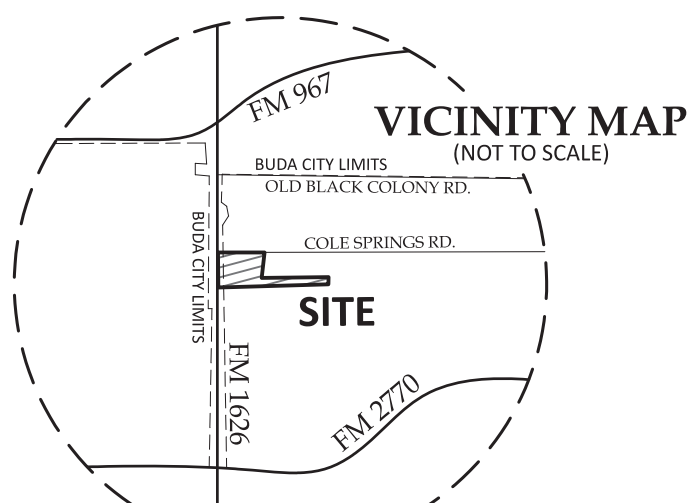 FM 967
VICINITY MAP
(NOT TO SCALE)
BUDA CITY LIMITS
OLD BLACK COLONY RD.
BUDA CITY LIMITS
COLE SPRINGS RD.
SITE
FM 1626
FM 2770